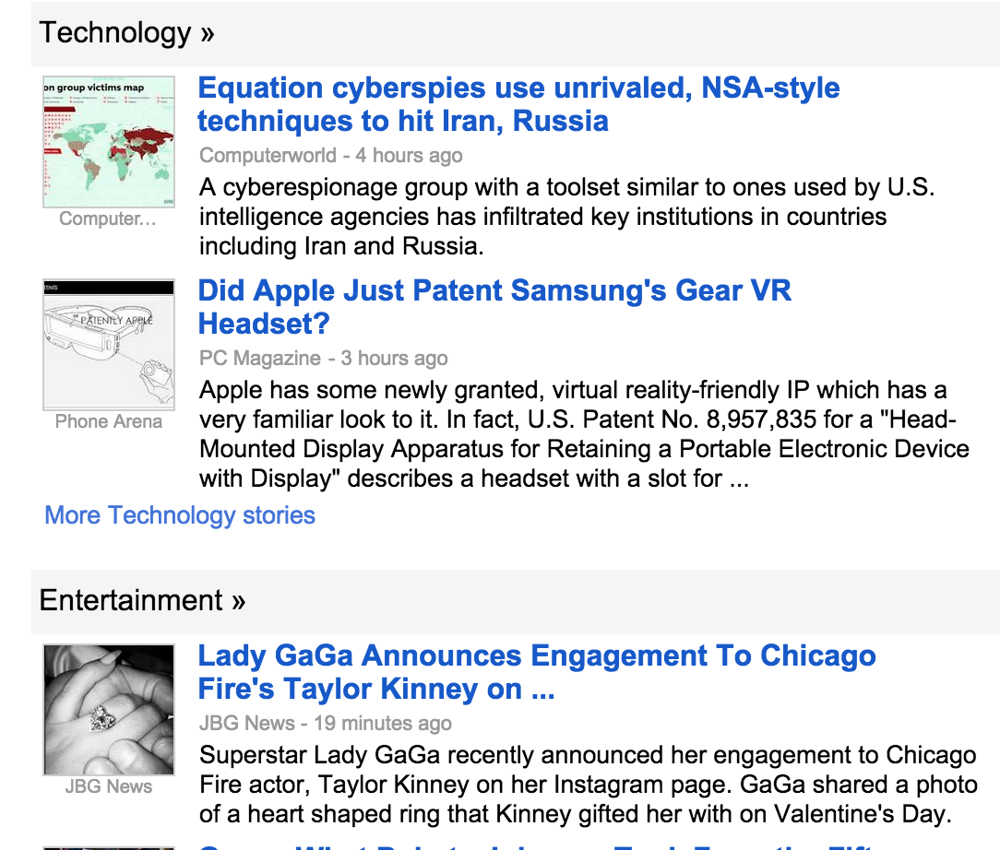 Technology »
on group victims map
Equation cyberspies use unrivaled, NSA-style
techniques to hit Iran, Russia
Computerworld - 4 hours ago
A cyberespionage group with a toolset similar to ones used by U.S.
intelligence agencies has infiltrated key institutions in countries
including Iran and Russia.
Computer...
Did Apple Just Patent Samsung's Gear VR
Headset?
PC Magazine - 3 hours ago
Apple has some newly granted, virtual reality-friendly IP which has a
very familiar look to it. In fact, U.S. Patent No. 8,957,835 for a "Head-
Mounted Display Apparatus for Retaining a Portable Electronic Device
with Display" describes a headset with a slot for ...
PATENTLY APPLE
Phone Arena
More Technology stories
Entertainment »
Lady GaGa Announces Engagement To Chicago
Fire's Taylor Kinney on ...
JBG News - 19 minutes ago
Superstar Lady GaGa recently announced her engagement to Chicago
Fire actor, Taylor Kinney on her Instagram page. GaGa shared a photo
of a heart shaped ring that Kinney gifted her with on Valentine's Day.
JBG News